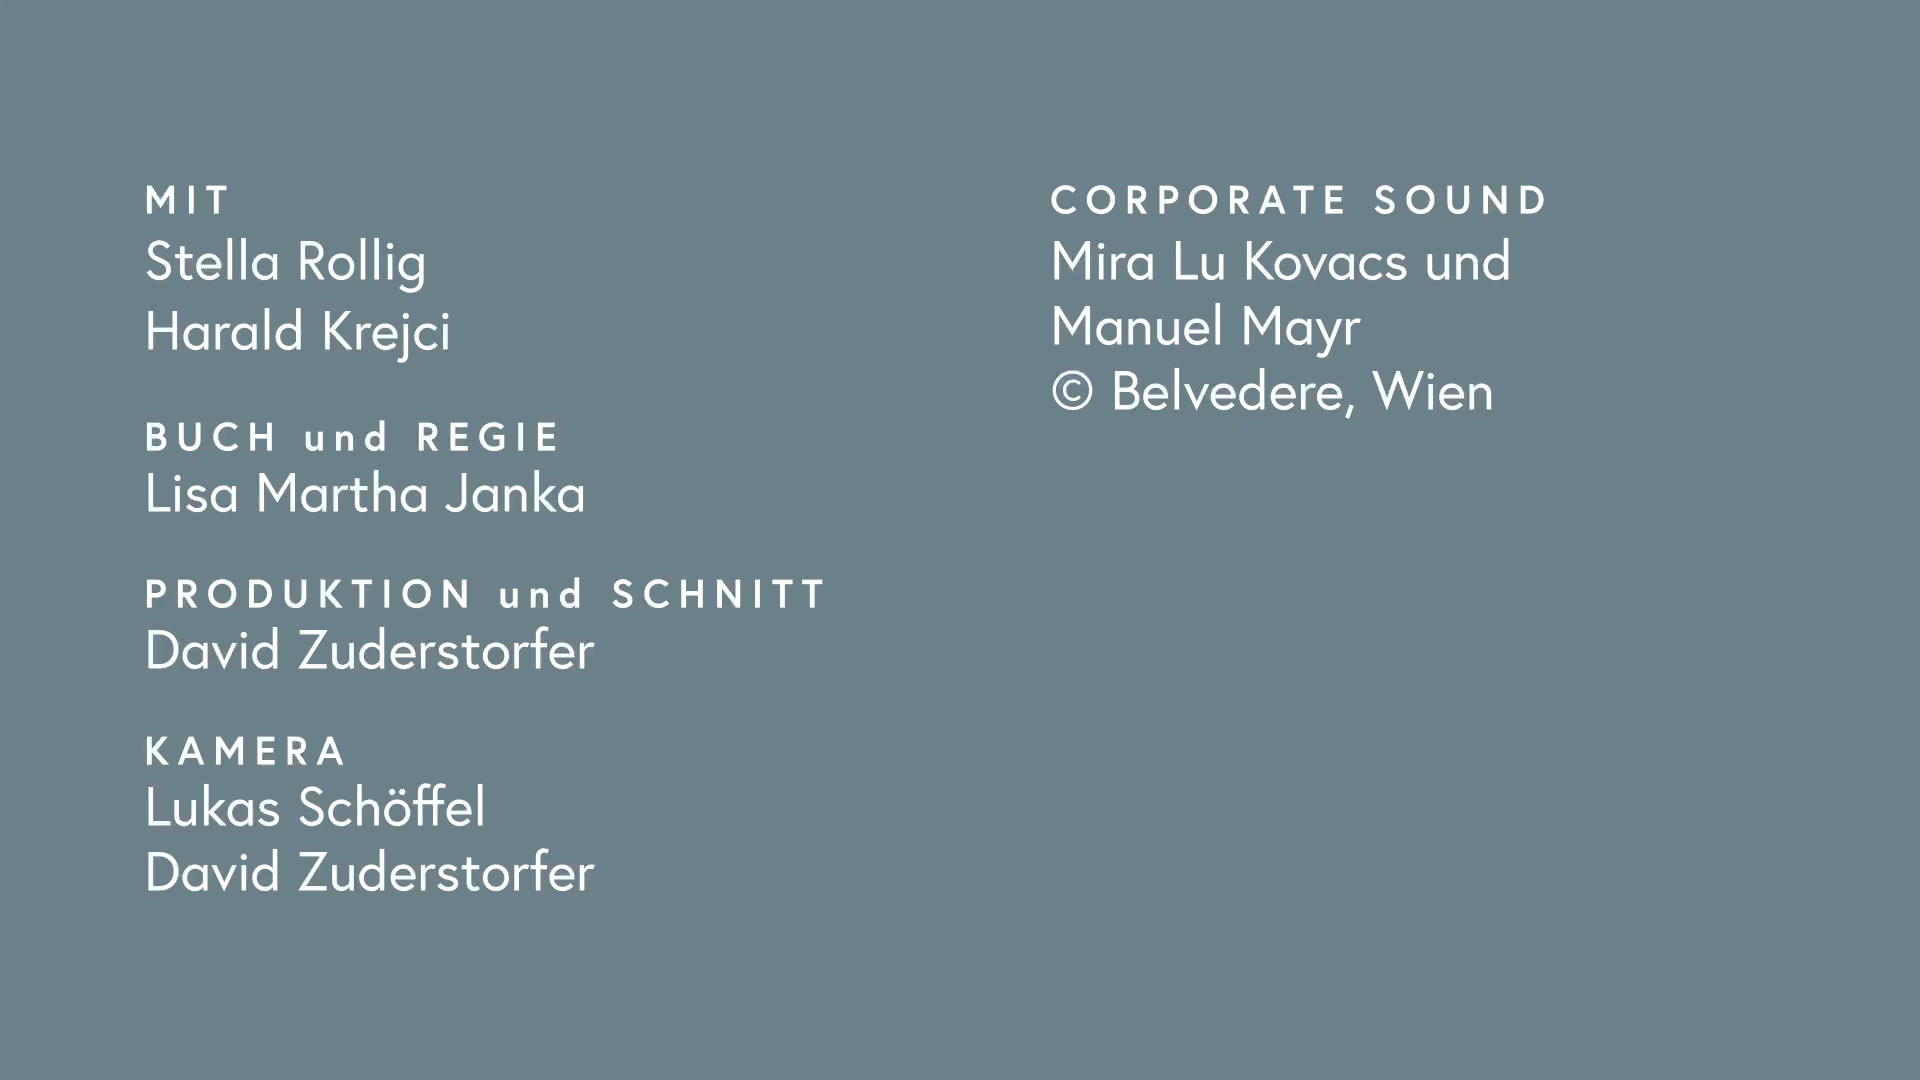 MIT
Stella Rollig
Harald Krejci
BUCH und REGIE
Lisa Martha Janka
PRODUKTION und SCHNITT
David Zuderstorfer
KAMERA
Lukas Schöffel
David Zuderstorfer
CORPORATE SOUND
Mira Lu Kovacs und
Manuel Mayr
© Belvedere, Wien